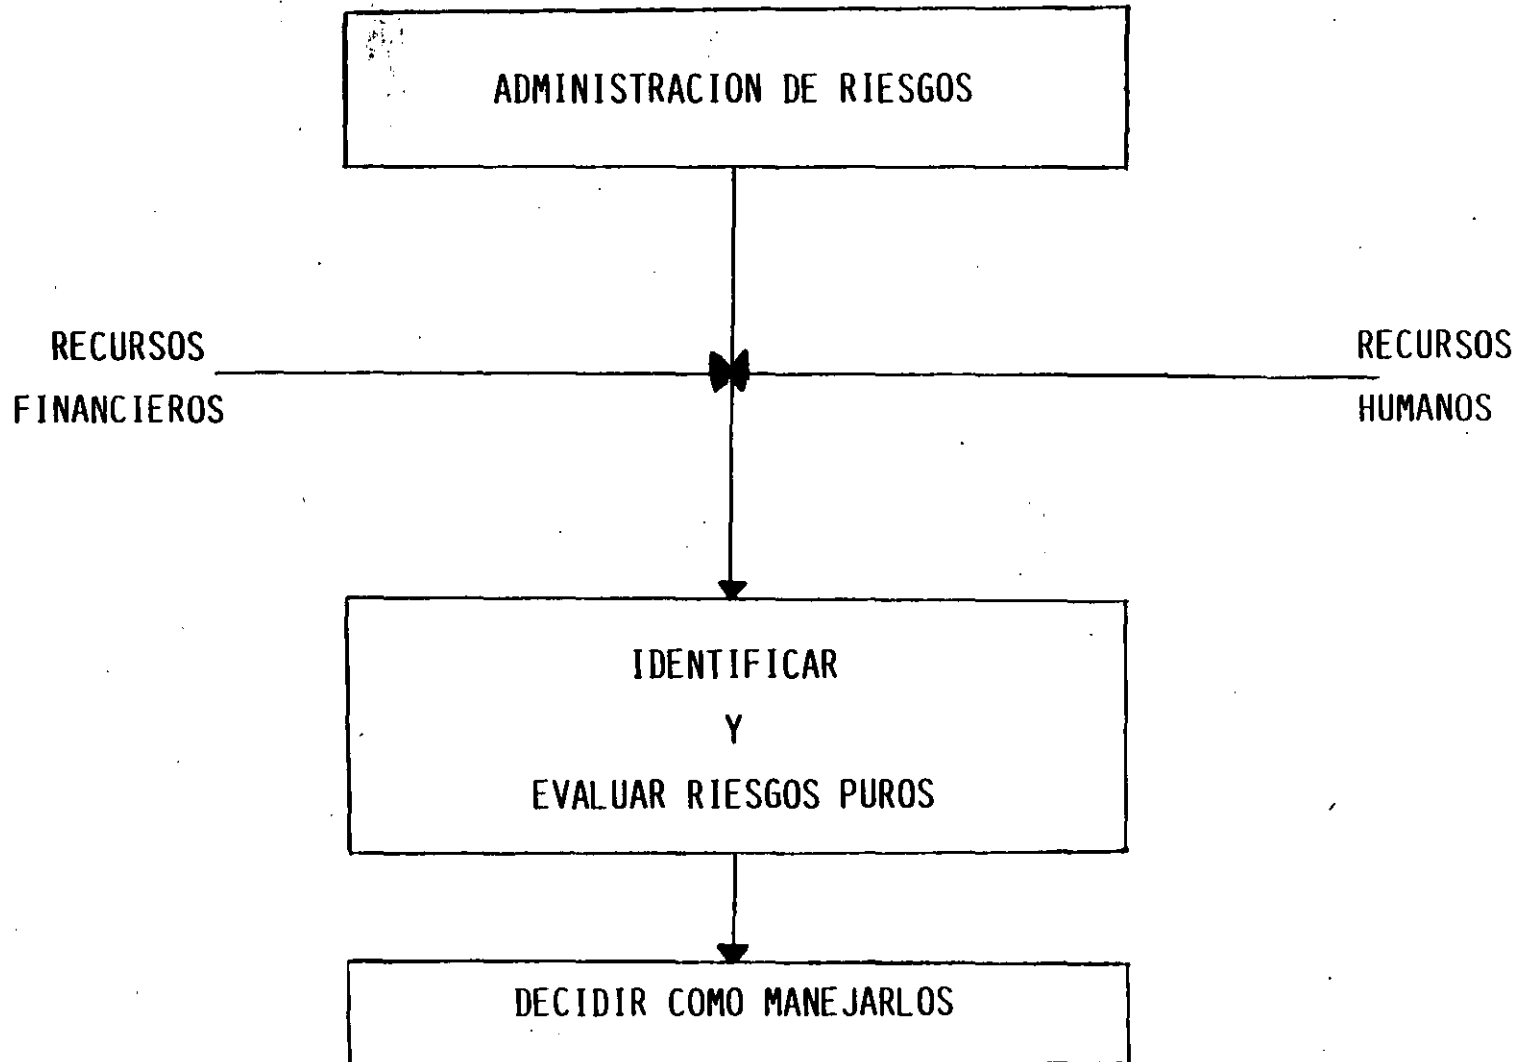 ADMINISTRACION DE RIESGOS
RECURSOS
FINANCIEROS
RECURSOS
HUMANOS
IDENTIFICAR
Y
EVALUAR RIESGOS PUROS
DECIDIR COMO MANEJARLOS